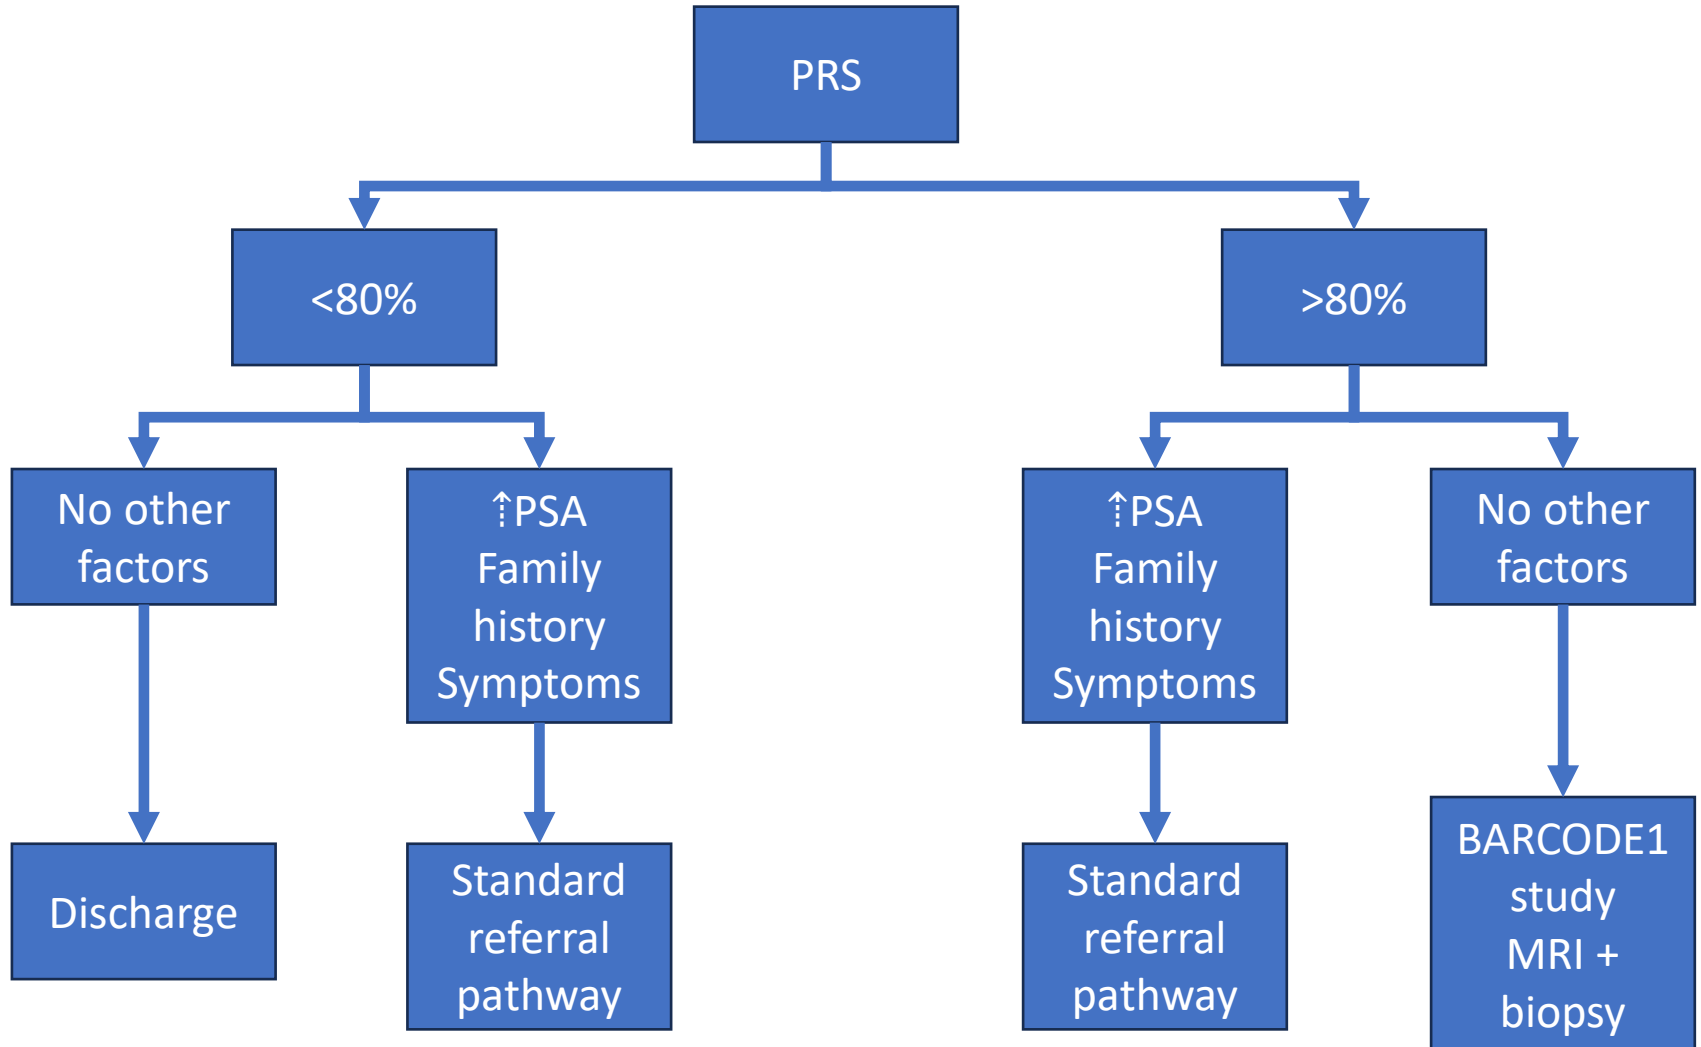 PRS
<80%
>80%
No other
factors
⇡PSA
Family
history
Symptoms
⇡PSA
Family
history
Symptoms
No other
factors
Discharge
Standard
referral
pathway
Standard
referral
pathway
BARCODE1
study
MRI +
biopsy